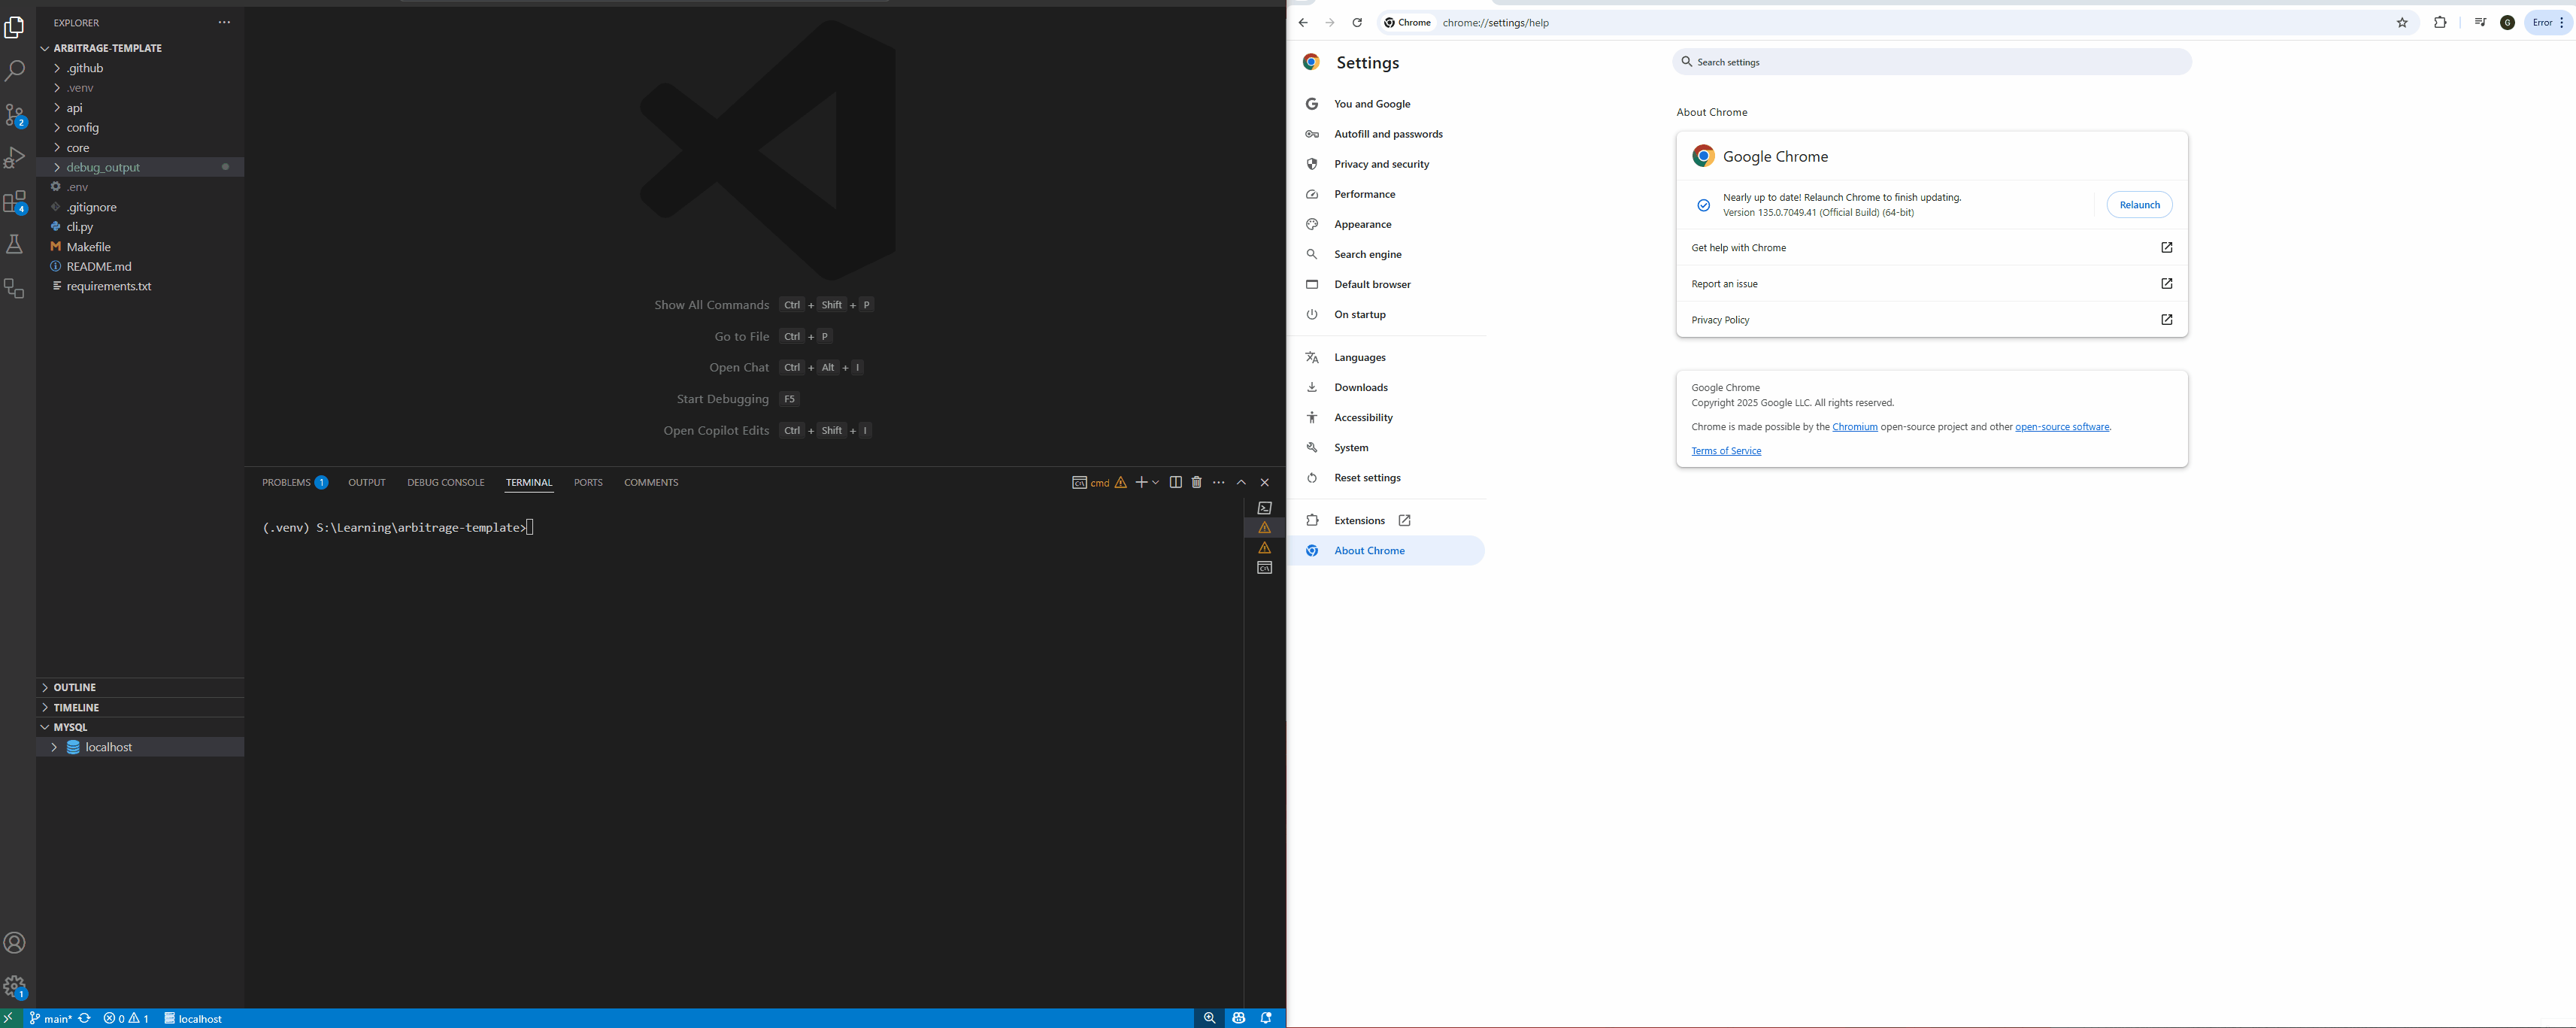 EXPLORER
ARBITRAGE-TEMPLATE
.github
.venv
api
config
core
debug_output
.env
.gitignore
cli.py
Makefile
README.md
requirements.txt
OUTLINE
TIMELINE
MYSQL
localhost
2
4
1
Show All Commands Ctrl + Shift + P
Go to File Ctrl + P
Open Chat Ctrl + Alt + I
Start Debugging F5
Open Copilot Edits Ctrl + Shift + I
PROBLEMS 1 OUTPUT DEBUG CONSOLE TERMINAL PORTS COMMENTS
cmd
(.venv) S:\Learning\arbitrage-template>
main* 0 1 localhost
Chrome chrome://settings/help
G Error
Settings
Search settings
You and Google
Autofill and passwords
Privacy and security
Performance
Appearance
Search engine
Default browser
On startup
Languages
Downloads
Accessibility
System
Reset settings
Extensions
About Chrome
About Chrome
Google Chrome
Nearly up to date! Relaunch Chrome to finish updating.
Version 135.0.7049.41 (Official Build) (64-bit)
Relaunch
Get help with Chrome
Report an issue
Privacy Policy
Google Chrome
Copyright 2025 Google LLC. All rights reserved.
Chrome is made possible by the Chromium open-source project and other open-source software.
Terms of Service